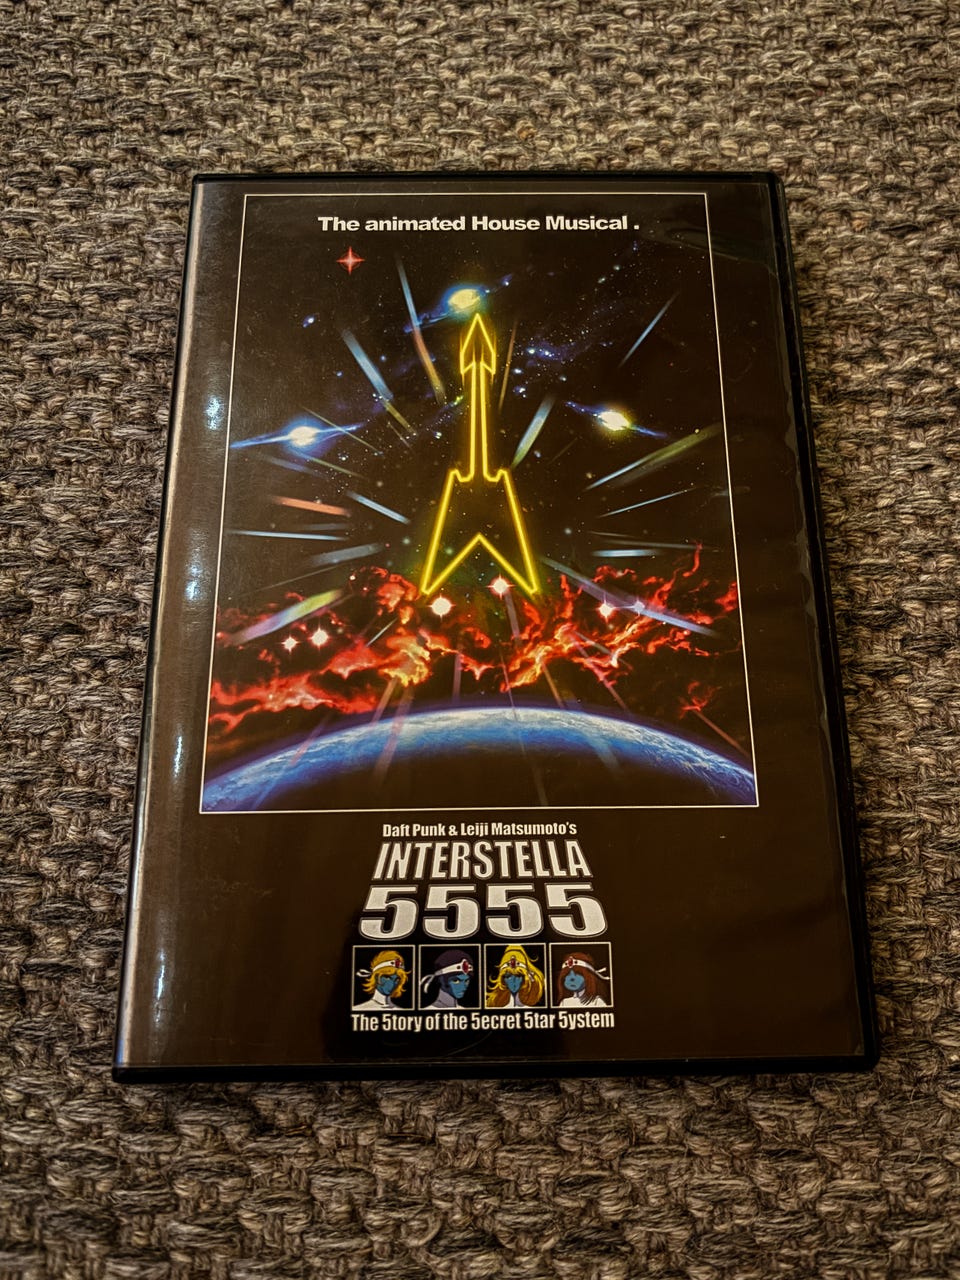 The animated House Musical .
Daft Punk & Leiji Matsumoto's
INTERSTELLA
5555
The 5tory of the 5ecret 5tar 5ystem